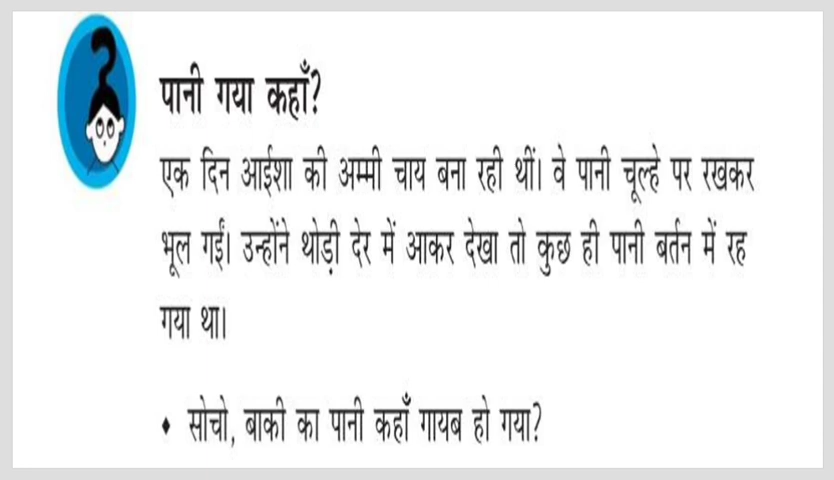 पानी गया कहाँ?
एक दिन आईशा की अम्मी चाय बना रही थीं। वे पानी चूल्हे पर रखकर
भूल गईं। उन्होंने थोड़ी देर में आकर देखा तो कुछ ही पानी बर्तन में रह
गया था।
♦ सोचो, बाकी का पानी कहाँ गायब हो गया?